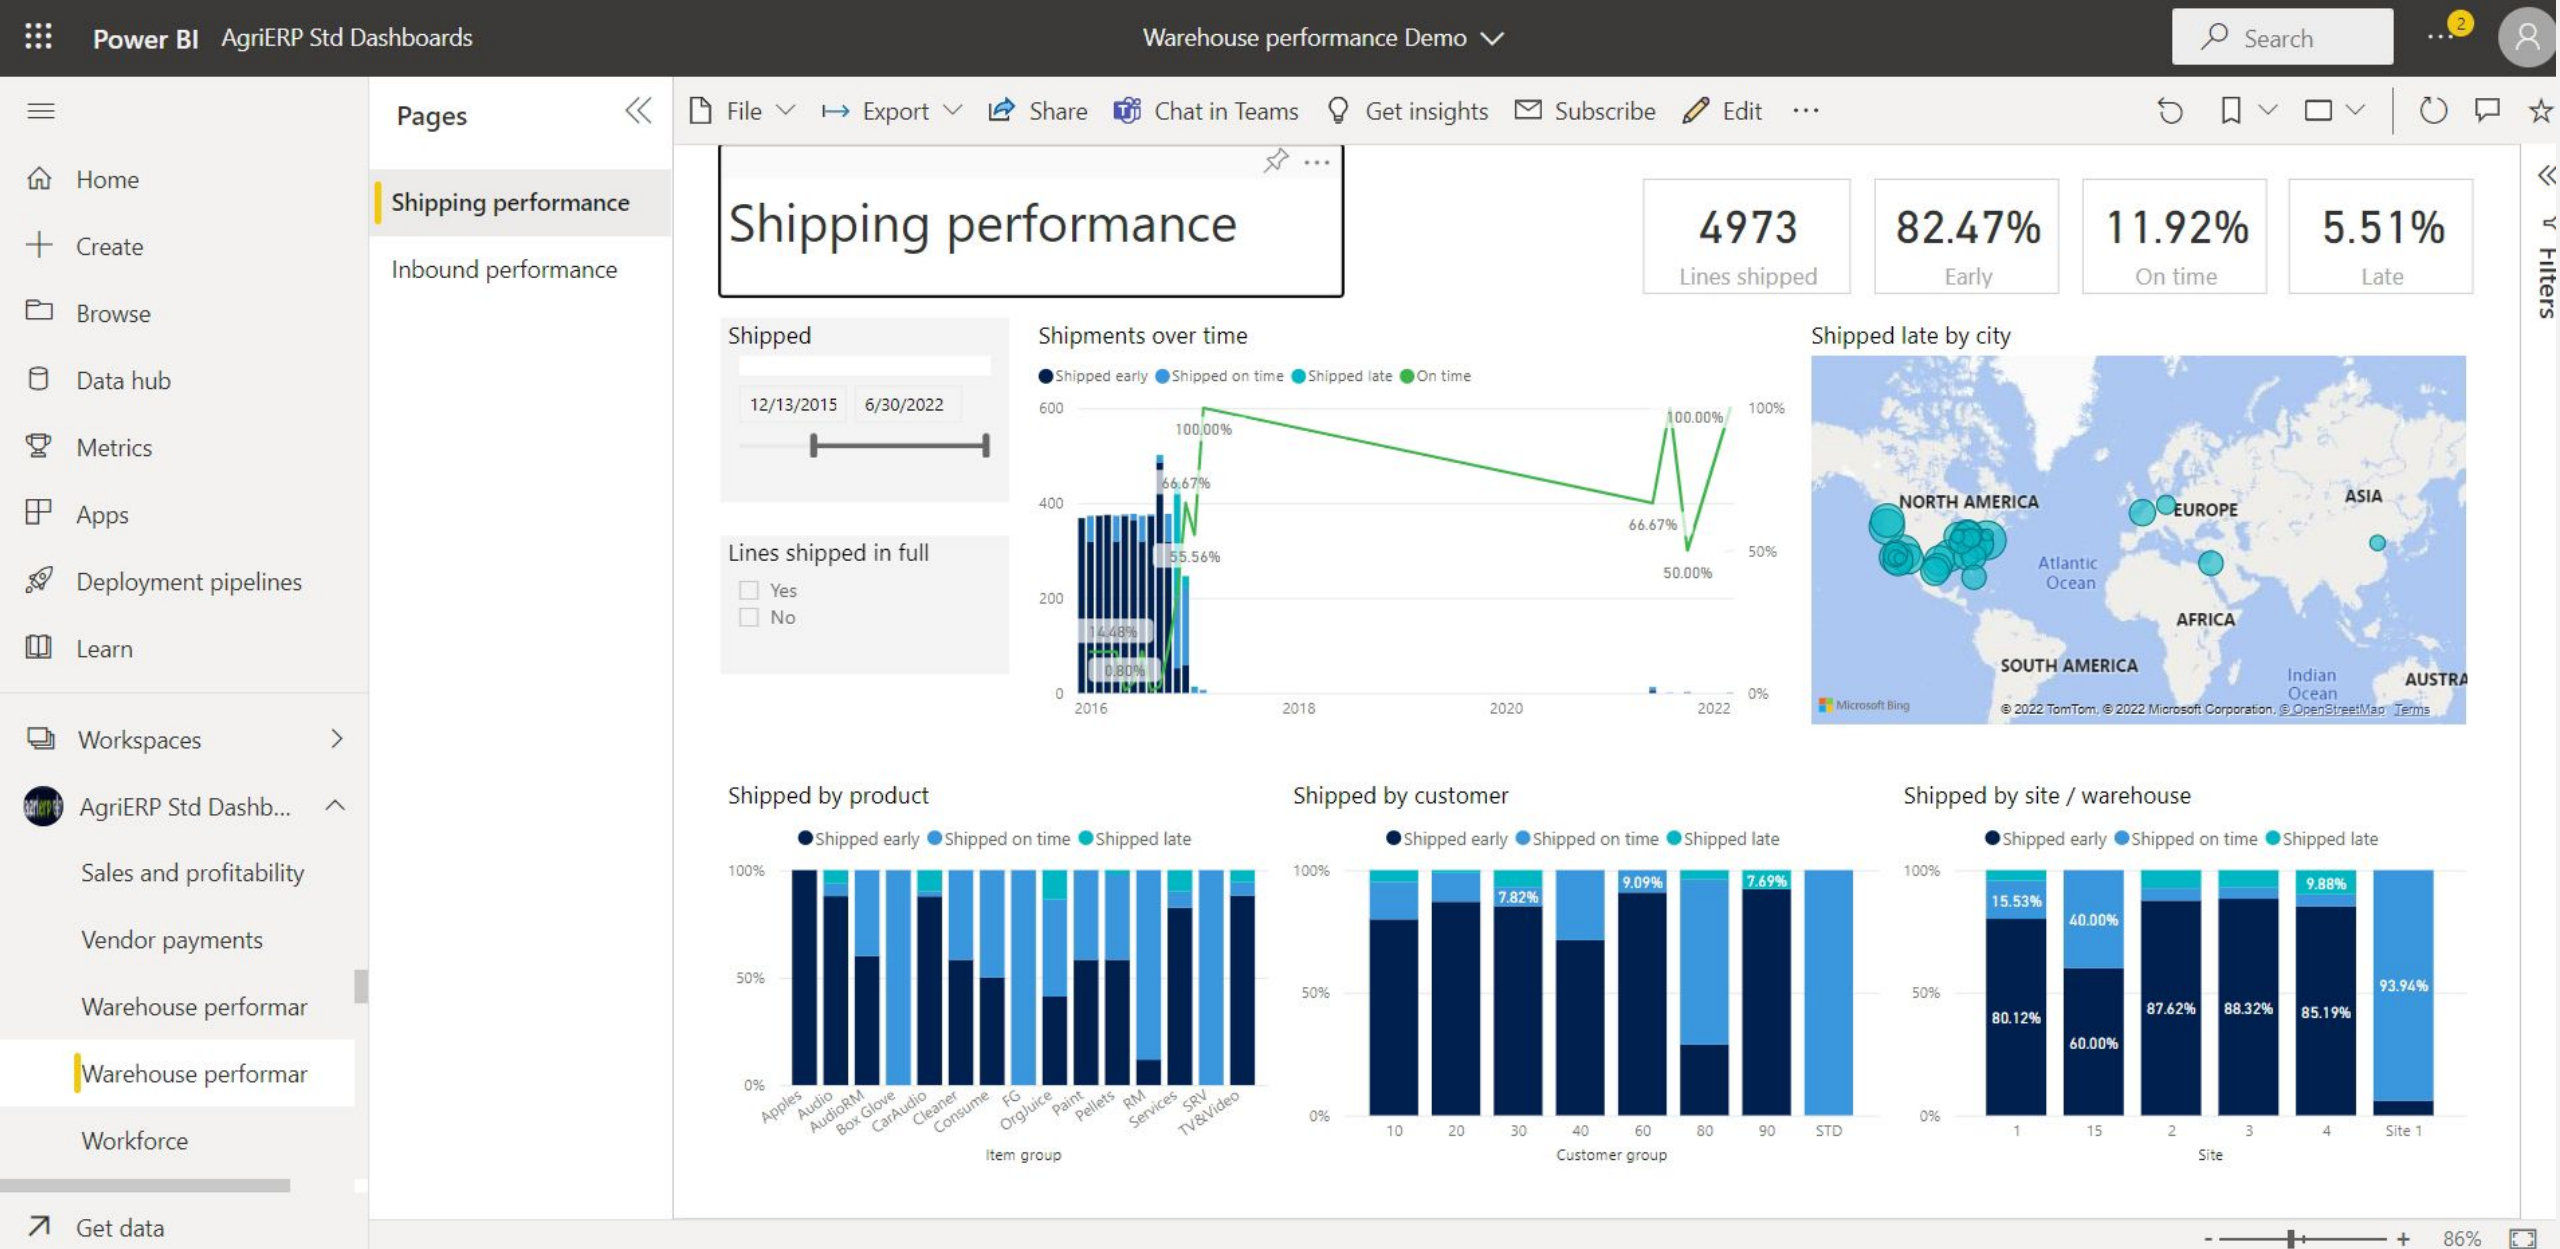 Power BI AgriERP Std Dashboards
Warehouse performance Demo
Search
2
Home
Create
Browse
Data hub
Metrics
Apps
Deployment pipelines
Learn
Workspaces
AgriERP Std Dashb...
Sales and profitability
Vendor payments
Warehouse performar
Warehouse performar
Workforce
Get data
Pages
Shipping performance
Inbound performance
File
Export
Share
Chat in Teams
Get insights
Subscribe
Edit
Shipping performance
4973
Lines shipped
82.47%
Early
11.92%
On time
5.51%
Late
Filters
Shipped
12/13/2015 6/30/2022
Lines shipped in full
Yes
No
Shipments over time
Shipped early Shipped on time Shipped late On time
600
400
200
0
100%
50%
0%
100.00%
66.67%
55.56%
14.48%
0.80%
100.00%
66.67%
50.00%
2016 2018 2020 2022
Shipped late by city
NORTH AMERICA
EUROPE
ASIA
Atlantic
Ocean
AFRICA
SOUTH AMERICA
Indian
Ocean
AUSTRA
Microsoft Bing
© 2022 TomTom, © 2022 Microsoft Corporation, © OpenStreetMap Terms
Shipped by product
Shipped early Shipped on time Shipped late
100%
50%
0%
Apples Audio AudioRM Box Glove CarAudio Cleaner Consume FG OrgJuice Paint Pellets RM Services SRV TV&Video
Item group
Shipped by customer
Shipped early Shipped on time Shipped late
100%
50%
0%
7.82%
9.09%
7.69%
10 20 30 40 60 80 90 STD
Customer group
Shipped by site / warehouse
Shipped early Shipped on time Shipped late
100%
50%
0%
15.53%
80.12%
40.00%
60.00%
87.62%
88.32%
9.88%
85.19%
93.94%
1 15 2 3 4 Site 1
Site
- + 86%